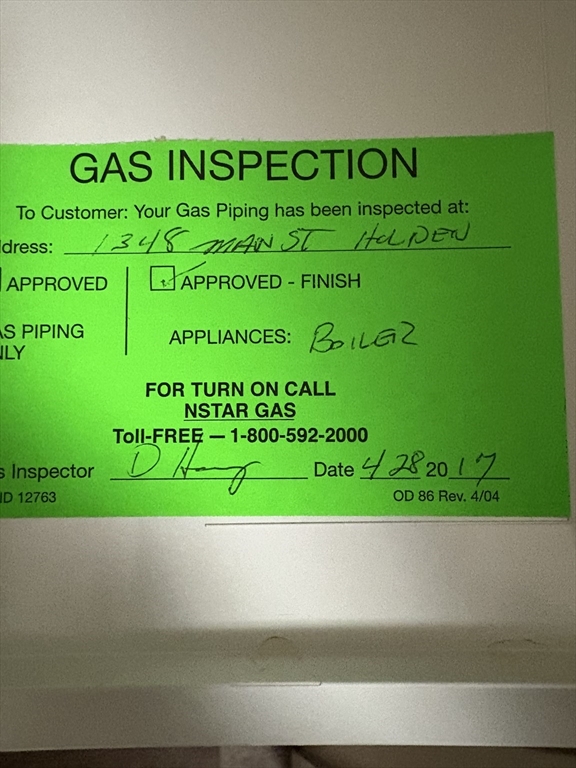 GAS INSPECTION
To Customer: Your Gas Piping has been inspected at:
dress: 1348 MAIN ST HOLDEN
APPROVED APPROVED - FINISH
AS PIPING
NLY
APPLIANCES: BOILER
FOR TURN ON CALL
NSTAR GAS
Toll-FREE — 1-800-592-2000
s Inspector D Date 4 28 20 17
ID 12763 OD 86 Rev. 4/04